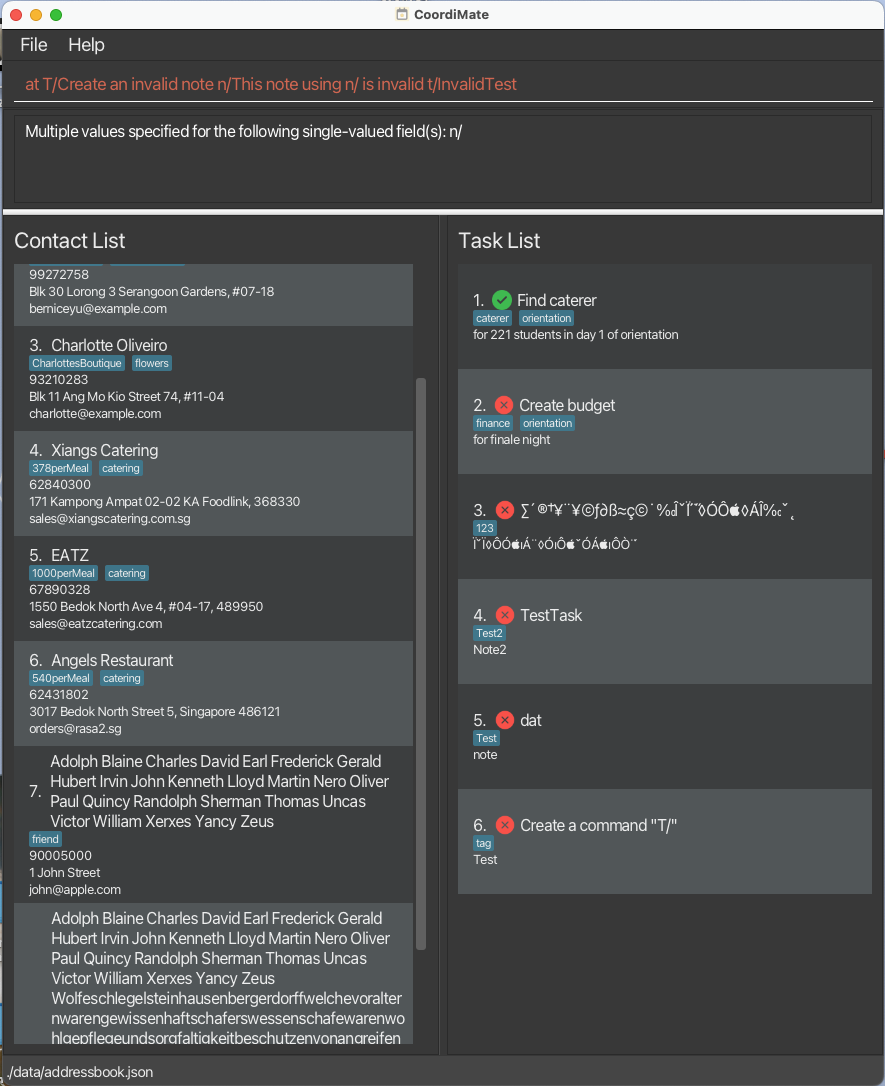 CoordiMate
File Help
at T/Create an invalid note n/This note using n/ is invalid t/InvalidTest
Multiple values specified for the following single-valued field(s): n/
Contact List
99272758
Blk 30 Lorong 3 Serangoon Gardens, #07-18
berniceyu@example.com
3. Charlotte Oliveiro
CharlottesBoutique flowers
93210283
Blk 11 Ang Mo Kio Street 74, #11-04
charlotte@example.com
4. Xiangs Catering
378perMeal catering
62840300
171 Kampong Ampat 02-02 KA Foodlink, 368330
sales@xiangscatering.com.sg
5. EATZ
1000perMeal catering
67890328
1550 Bedok North Ave 4, #04-17, 489950
sales@eatzcatering.com
6. Angels Restaurant
540perMeal catering
62431802
3017 Bedok North Street 5, Singapore 486121
orders@rasa2.sg
7. Adolph Blaine Charles David Earl Frederick Gerald
Hubert Irvin John Kenneth Lloyd Martin Nero Oliver
Paul Quincy Randolph Sherman Thomas Uncas
Victor William Xerxes Yancy Zeus
friend
90005000
1 John Street
john@apple.com
Adolph Blaine Charles David Earl Frederick Gerald
Hubert Irvin John Kenneth Lloyd Martin Nero Oliver
Paul Quincy Randolph Sherman Thomas Uncas
Victor William Xerxes Yancy Zeus
Wolfeschlegelsteinhausenbergerdorffwelchevoralter
nwarengewissenhaftschaferswessenschafewarenwo
hlgepflegeundsorgfaltigkeitbeschutzenvonangreifen
Task List
1. Find caterer
caterer orientation
for 221 students in day 1 of orientation
2. Create budget
finance orientation
for finale night
3.
123
4. TestTask
Test2
Note2
5. dat
Test
note
6. Create a command "T/"
tag
Test
./data/addressbook.json